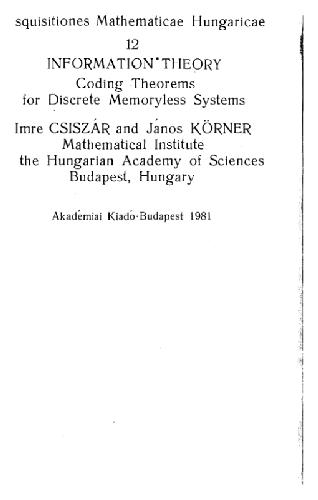 squisitiones Mathematicae Hungaricae
12
INFORMATION THEORY
Coding Theorems
for Discrete Memoryless Systems
Imre CSISZÁR and János KÖRNER
Mathematical Institute
the Hungarian Academy of Sciences
Budapest, Hungary
Akadémiai Kiadó·Budapest 1981